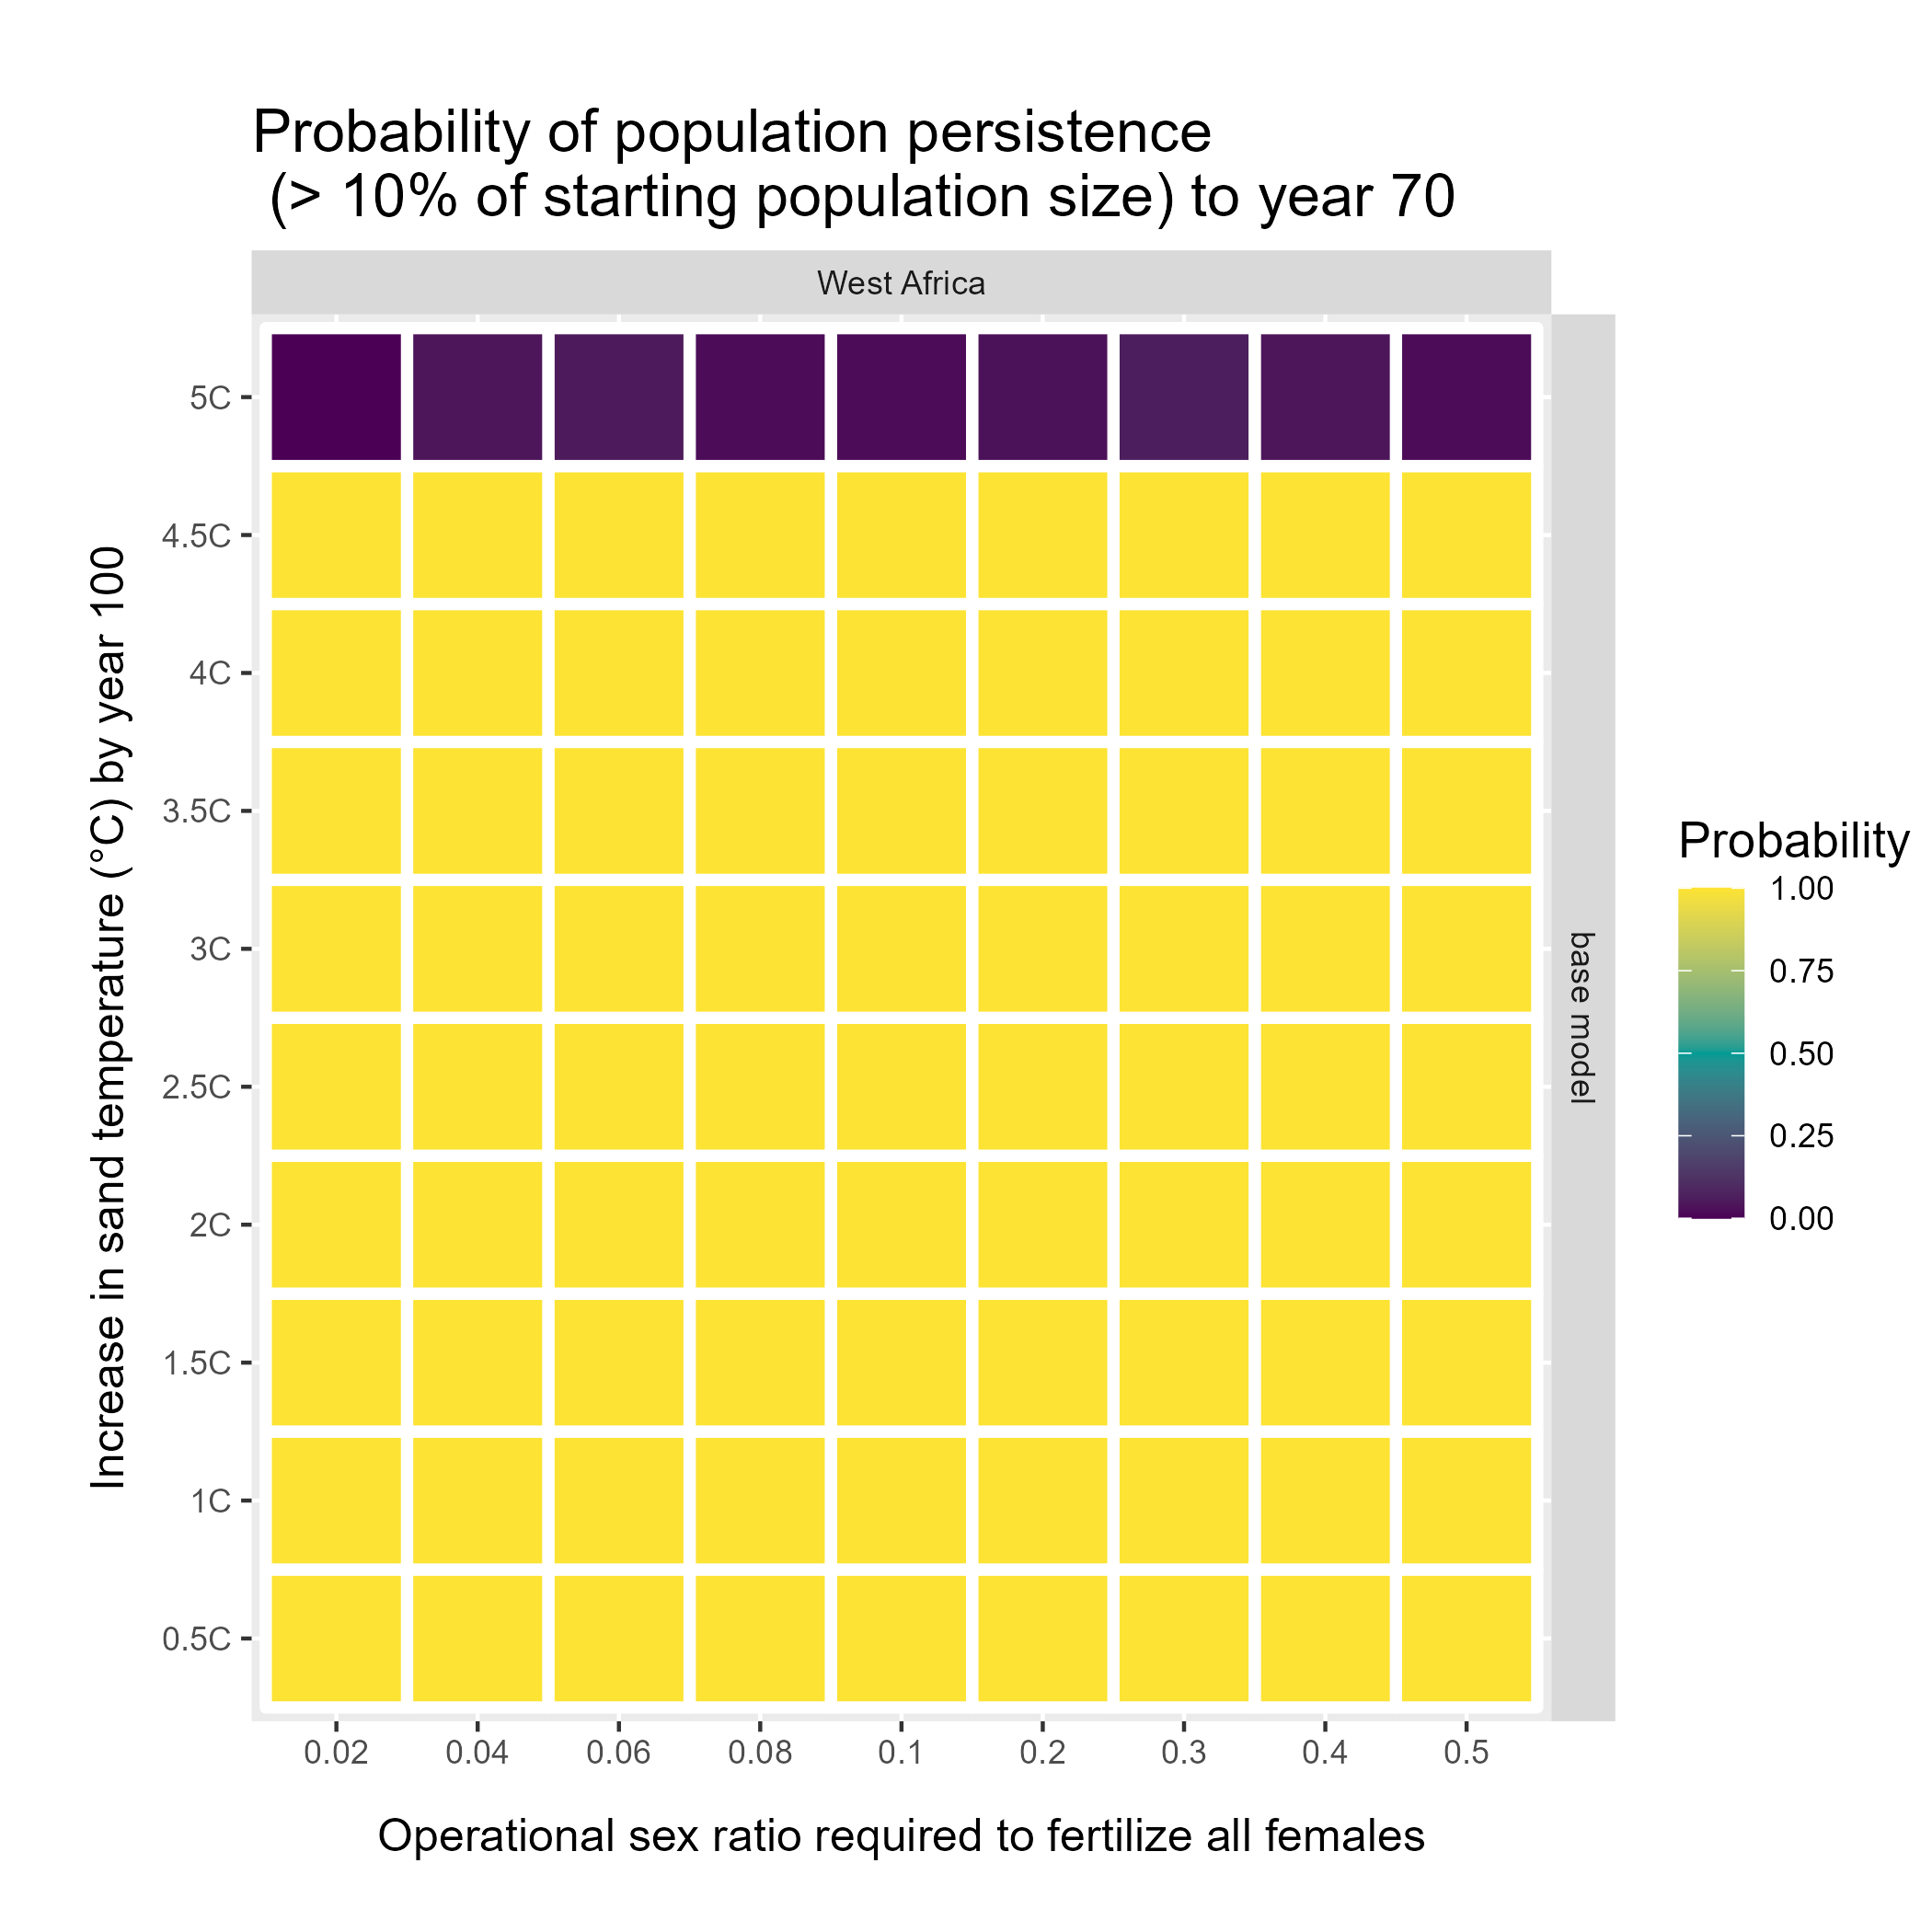 Probability of population persistence
(> 10% of starting population size) to year 70
West Africa
Increase in sand temperature (°C) by year 100
5C
4.5C
4C
3.5C
3C
2.5C
2C
1.5C
1C
0.5C
base model
0.02 0.04 0.06 0.08 0.1 0.2 0.3 0.4 0.5
Operational sex ratio required to fertilize all females
Probability
1.00
0.75
0.50
0.25
0.00